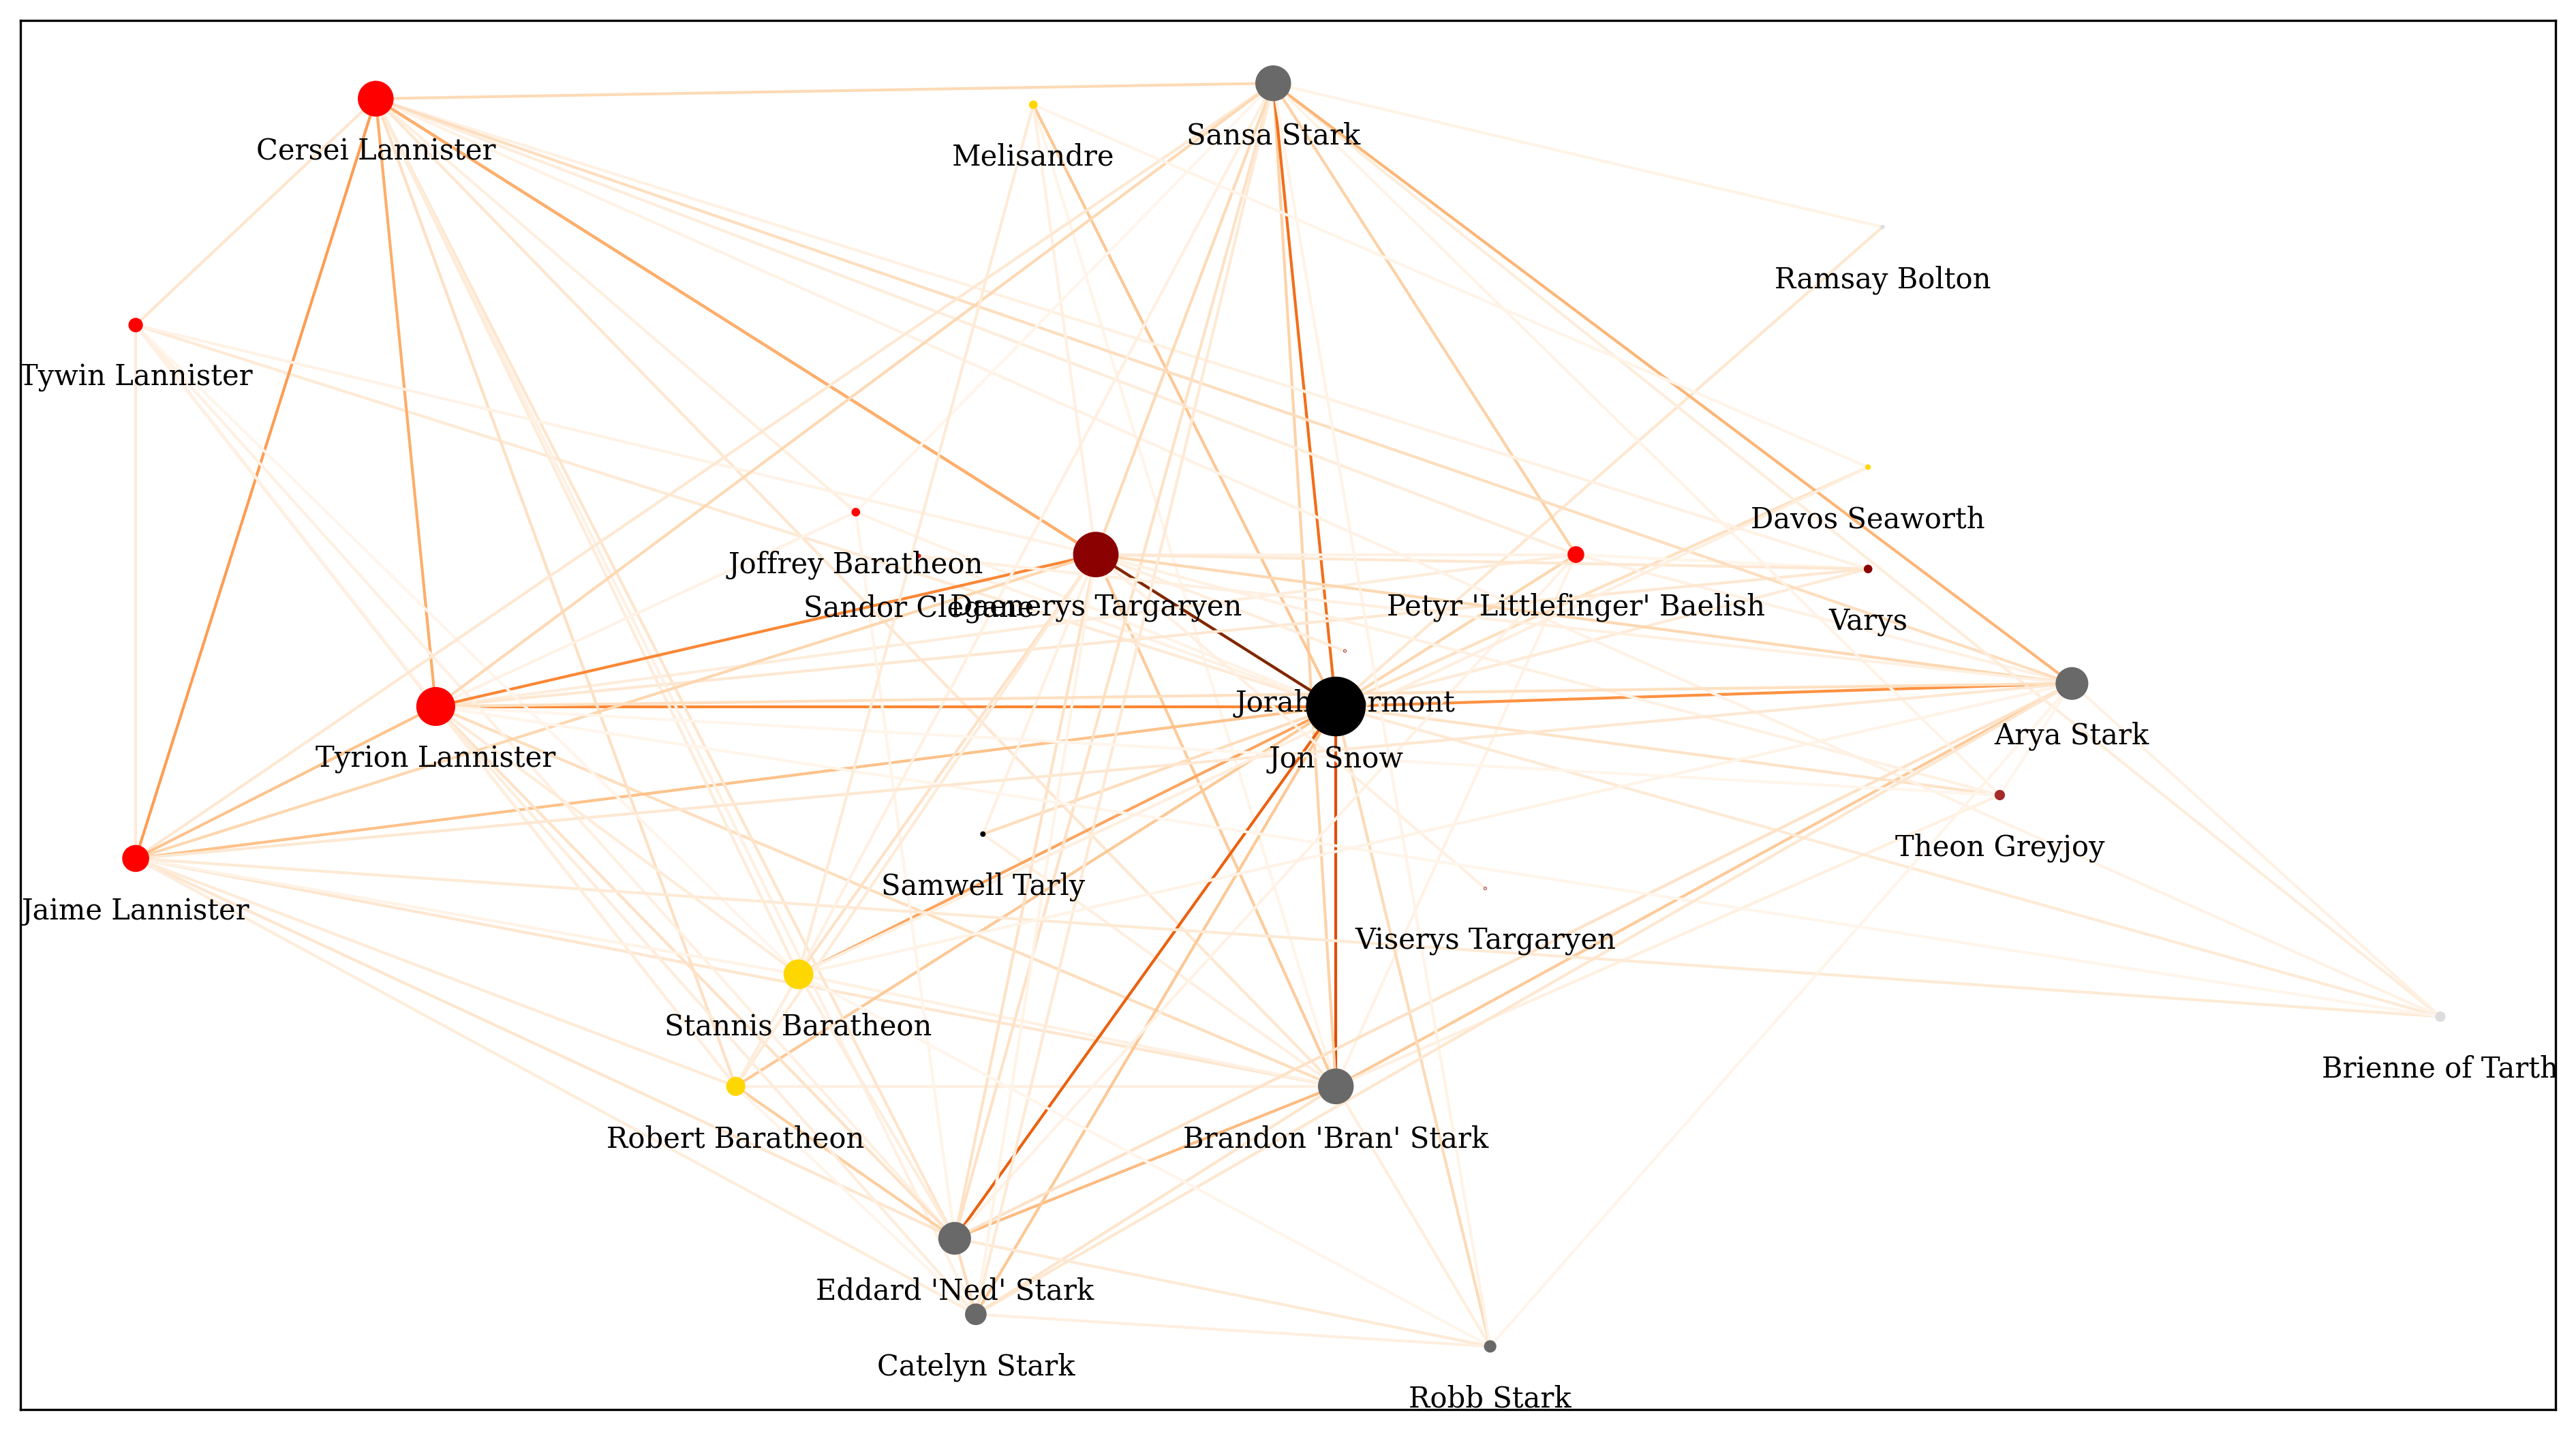 Sansa Stark
Cersei Lannister
Melisandre
Ramsay Bolton
Tywin Lannister
Davos Seaworth
Joffrey Baratheon
Sandor Clegane
Daenerys Targaryen
Petyr 'Littlefinger' Baelish
Varys
Jorah rmont
Arya Stark
Tyrion Lannister
Jon Snow
Theon Greyjoy
Samwell Tarly
Jaime Lannister
Viserys Targaryen
Stannis Baratheon
Brienne of Tarth
Robert Baratheon
Brandon 'Bran' Stark
Eddard 'Ned' Stark
Catelyn Stark
Robb Stark